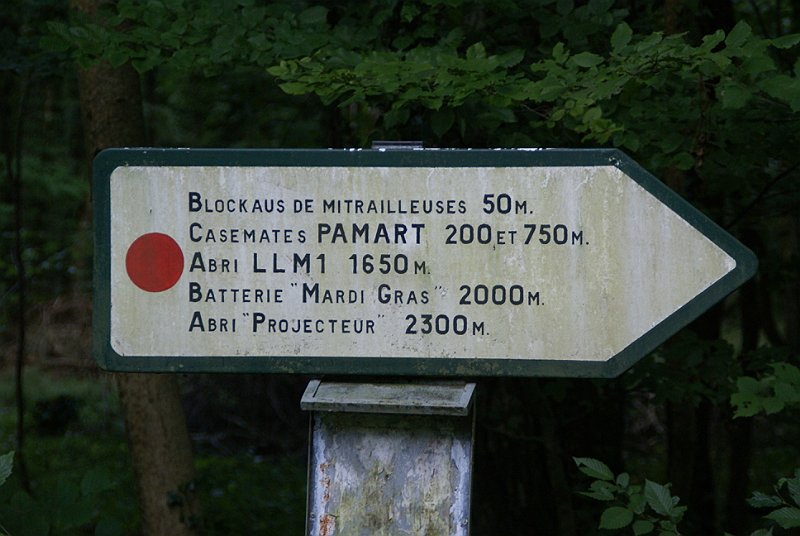 BLOCKAUS DE MITRAILLEUSES 50M.
CASEMATES PAMART 200 ET 750M.
ABRI LLM1 1650M.
BATTERIE "MARDI GRAS" 2000M.
ABRI "PROJECTEUR" 2300M.